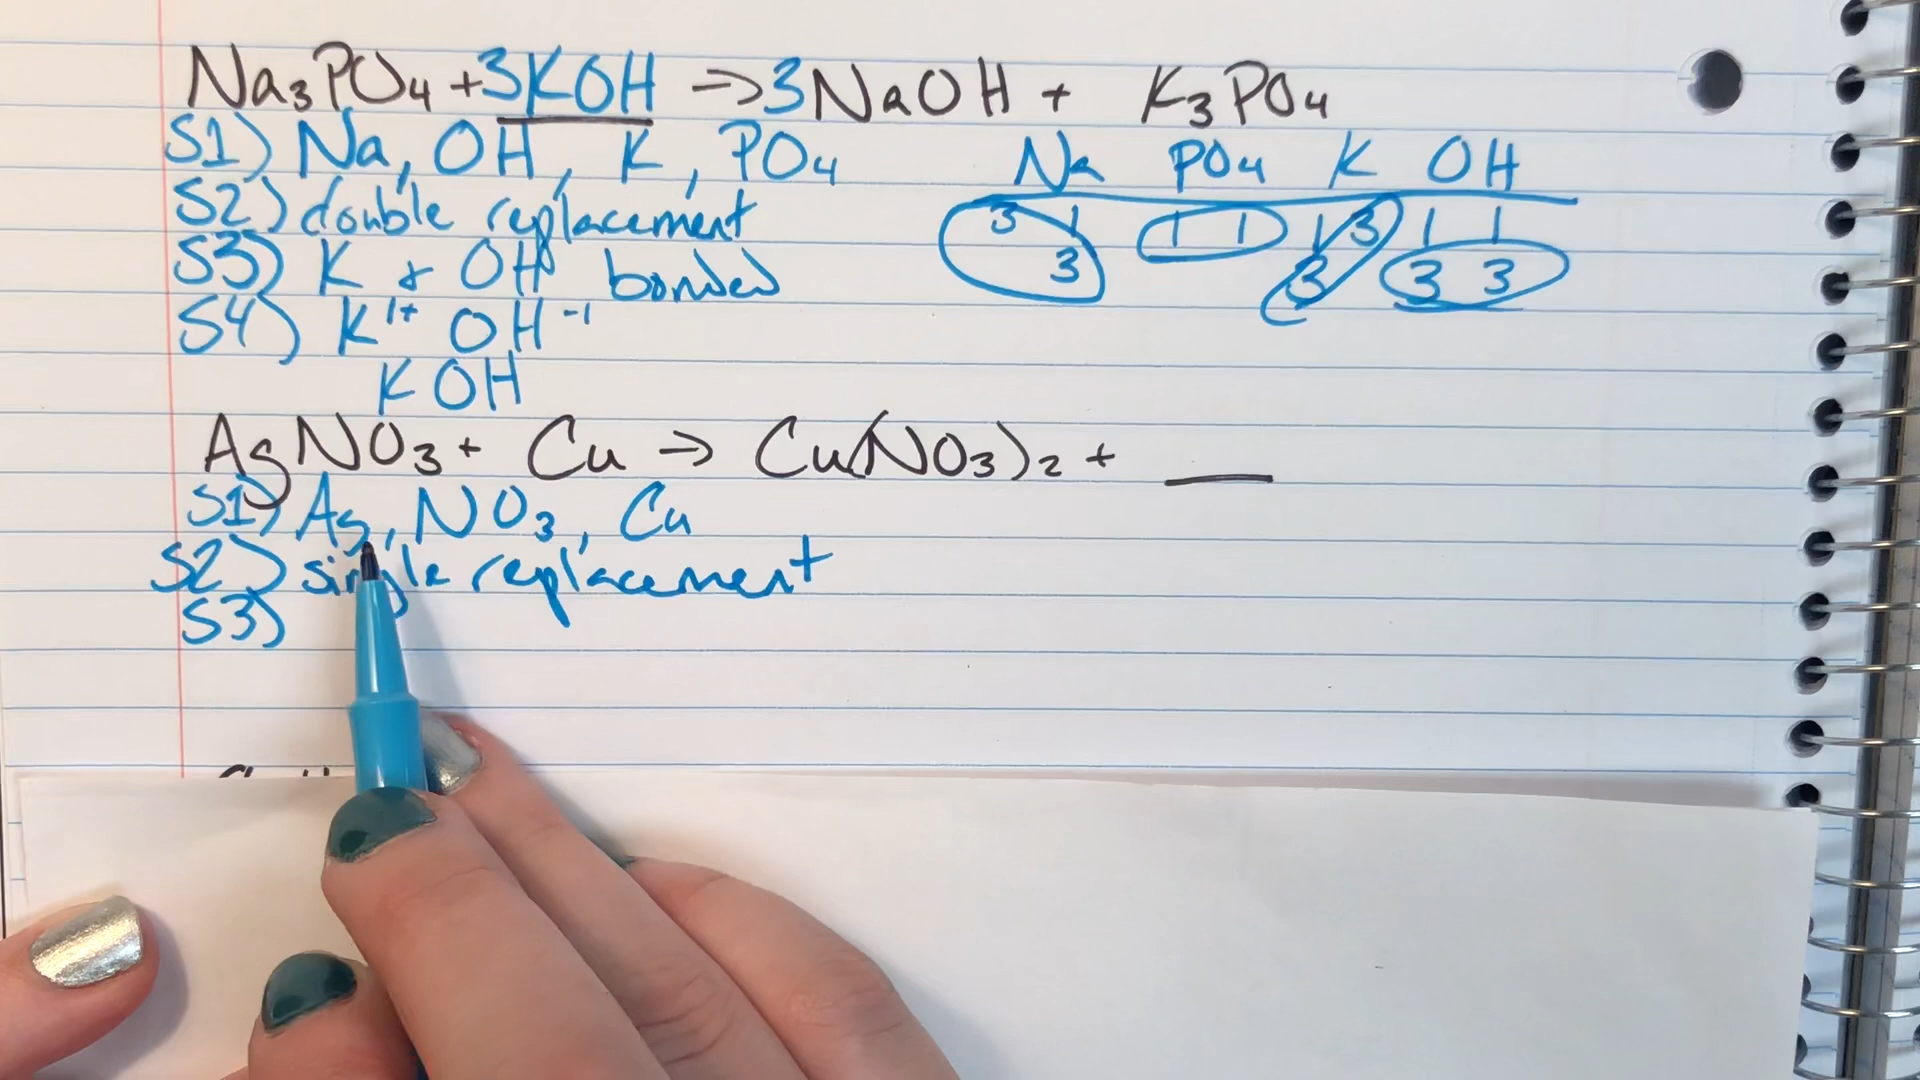 Na₃PO₄ + 3KOH → 3NaOH + K₃PO₄
S1) Na, OH, K, PO₄
Na PO₄ K OH
S2) double replacement
3 1 1 1 1 3 1 1
S3) K & OH bonded
3 3 3 3
S4) K¹⁺ OH⁻¹
KOH
AgNO₃ + Cu → Cu(NO₃)₂ + __
S1) Ag, NO₃, Cu
S2) single replacement
S3)